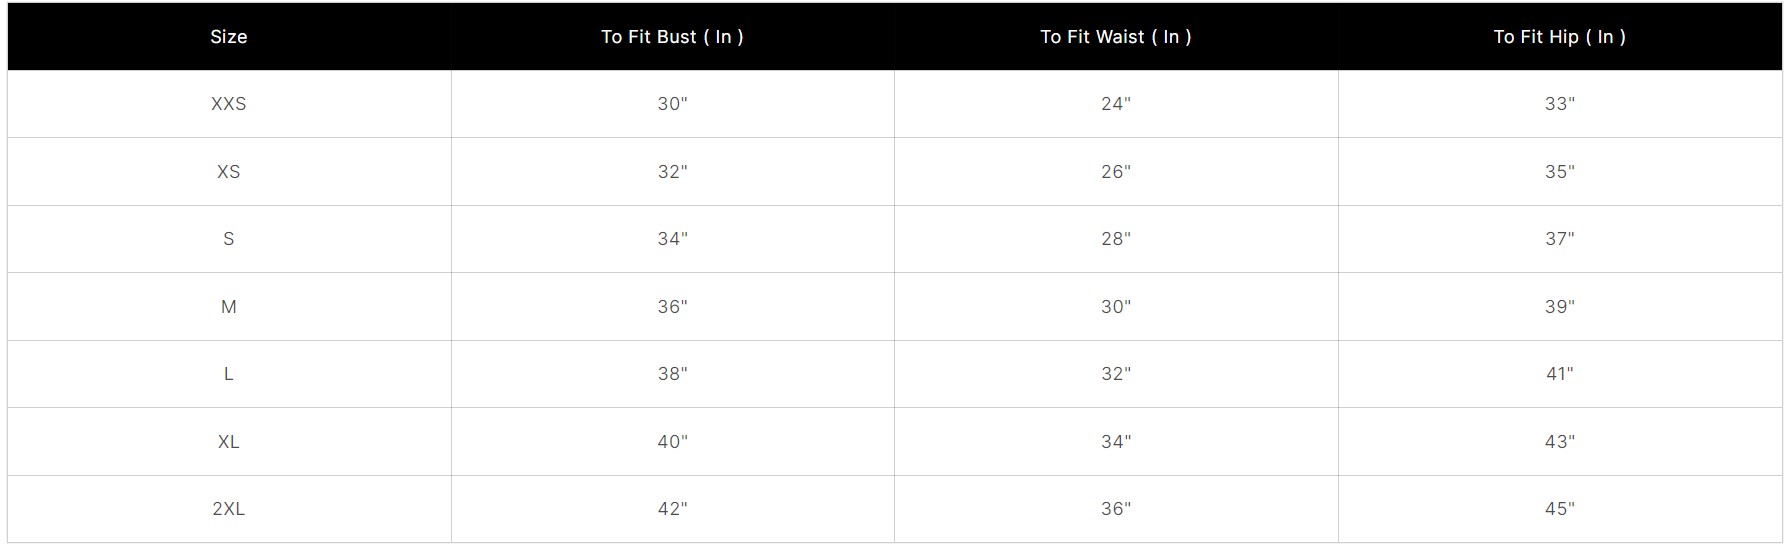 Size To Fit Bust ( In ) To Fit Waist ( In ) To Fit Hip ( In )
XXS 30" 24" 33"
XS 32" 26" 35"
S 34" 28" 37"
M 36" 30" 39"
L 38" 32" 41"
XL 40" 34" 43"
2XL 42" 36" 45"